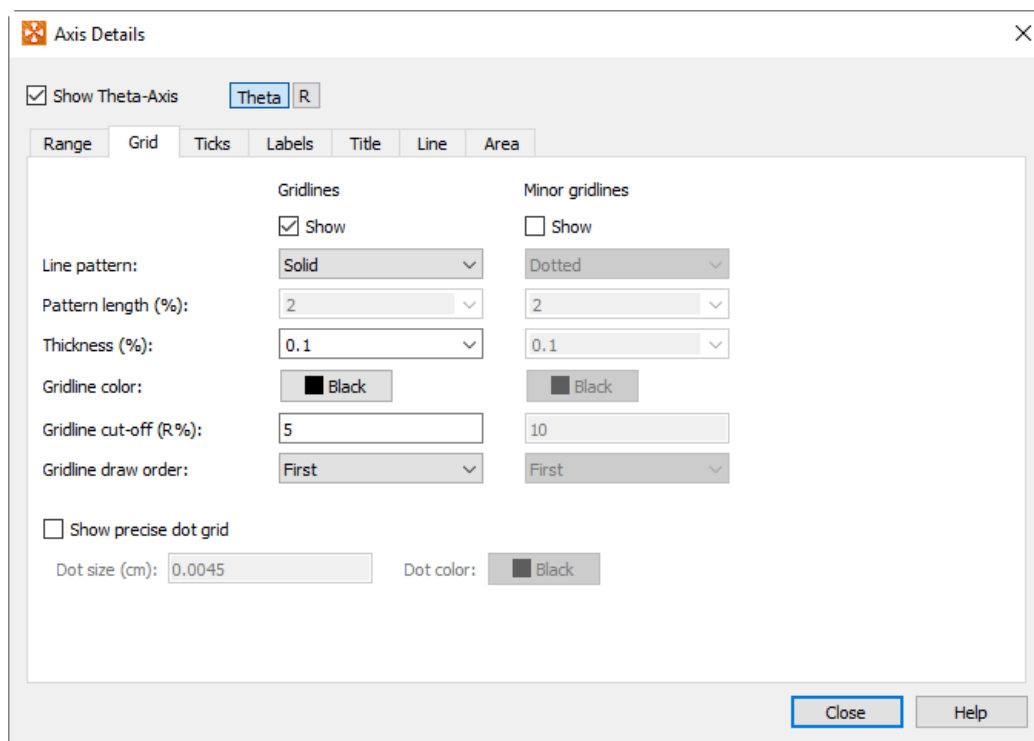 Axis Details
Show Theta-Axis Theta R
Range Grid Ticks Labels Title Line Area
Gridlines Minor gridlines
Show Show
Line pattern: Solid Dotted
Pattern length (%): 2 2
Thickness (%): 0.1 0.1
Gridline color: Black Black
Gridline cut-off (R%): 5 10
Gridline draw order: First First
Show precise dot grid
Dot size (cm): 0.0045 Dot color: Black
Close Help